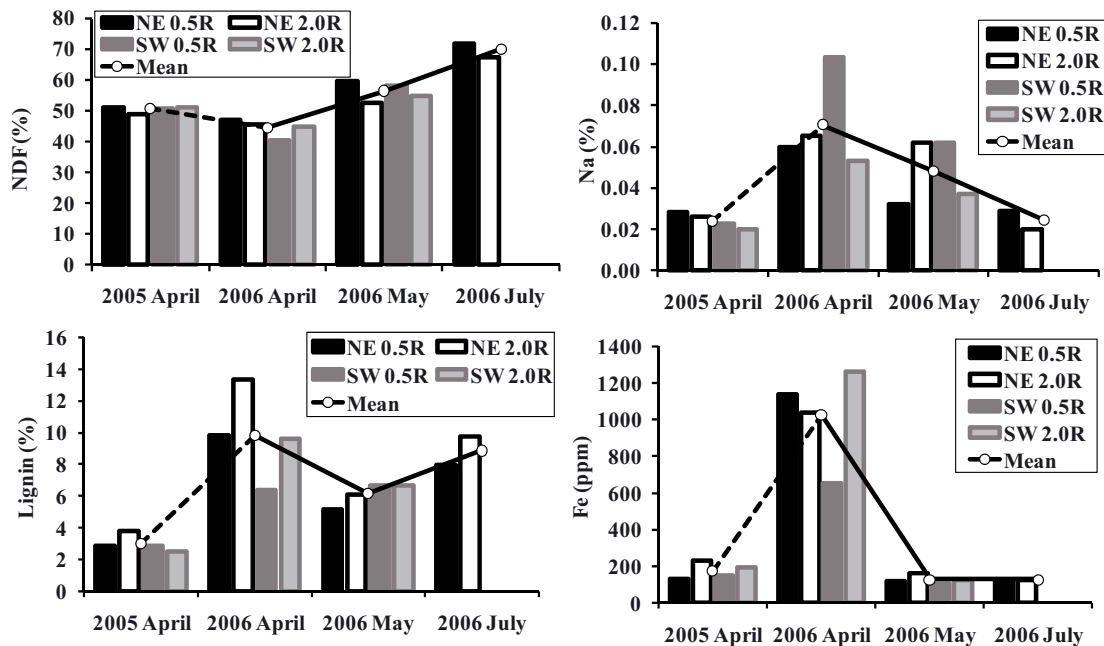 80
70
60
50
40
30
20
10
0
NDF (%)
NE 0.5R NE 2.0R
SW 0.5R SW 2.0R
Mean
2005 April 2006 April 2006 May 2006 July
0.12
0.10
0.08
0.06
0.04
0.02
0.00
Na (%)
NE 0.5R
NE 2.0R
SW 0.5R
SW 2.0R
Mean
2005 April 2006 April 2006 May 2006 July
16
14
12
10
8
6
4
2
0
Lignin (%)
NE 0.5R NE 2.0R
SW 0.5R SW 2.0R
Mean
2005 April 2006 April 2006 May 2006 July
1400
1200
1000
800
600
400
200
0
Fe (ppm)
NE 0.5R
NE 2.0R
SW 0.5R
SW 2.0R
Mean
2005 April 2006 April 2006 May 2006 July